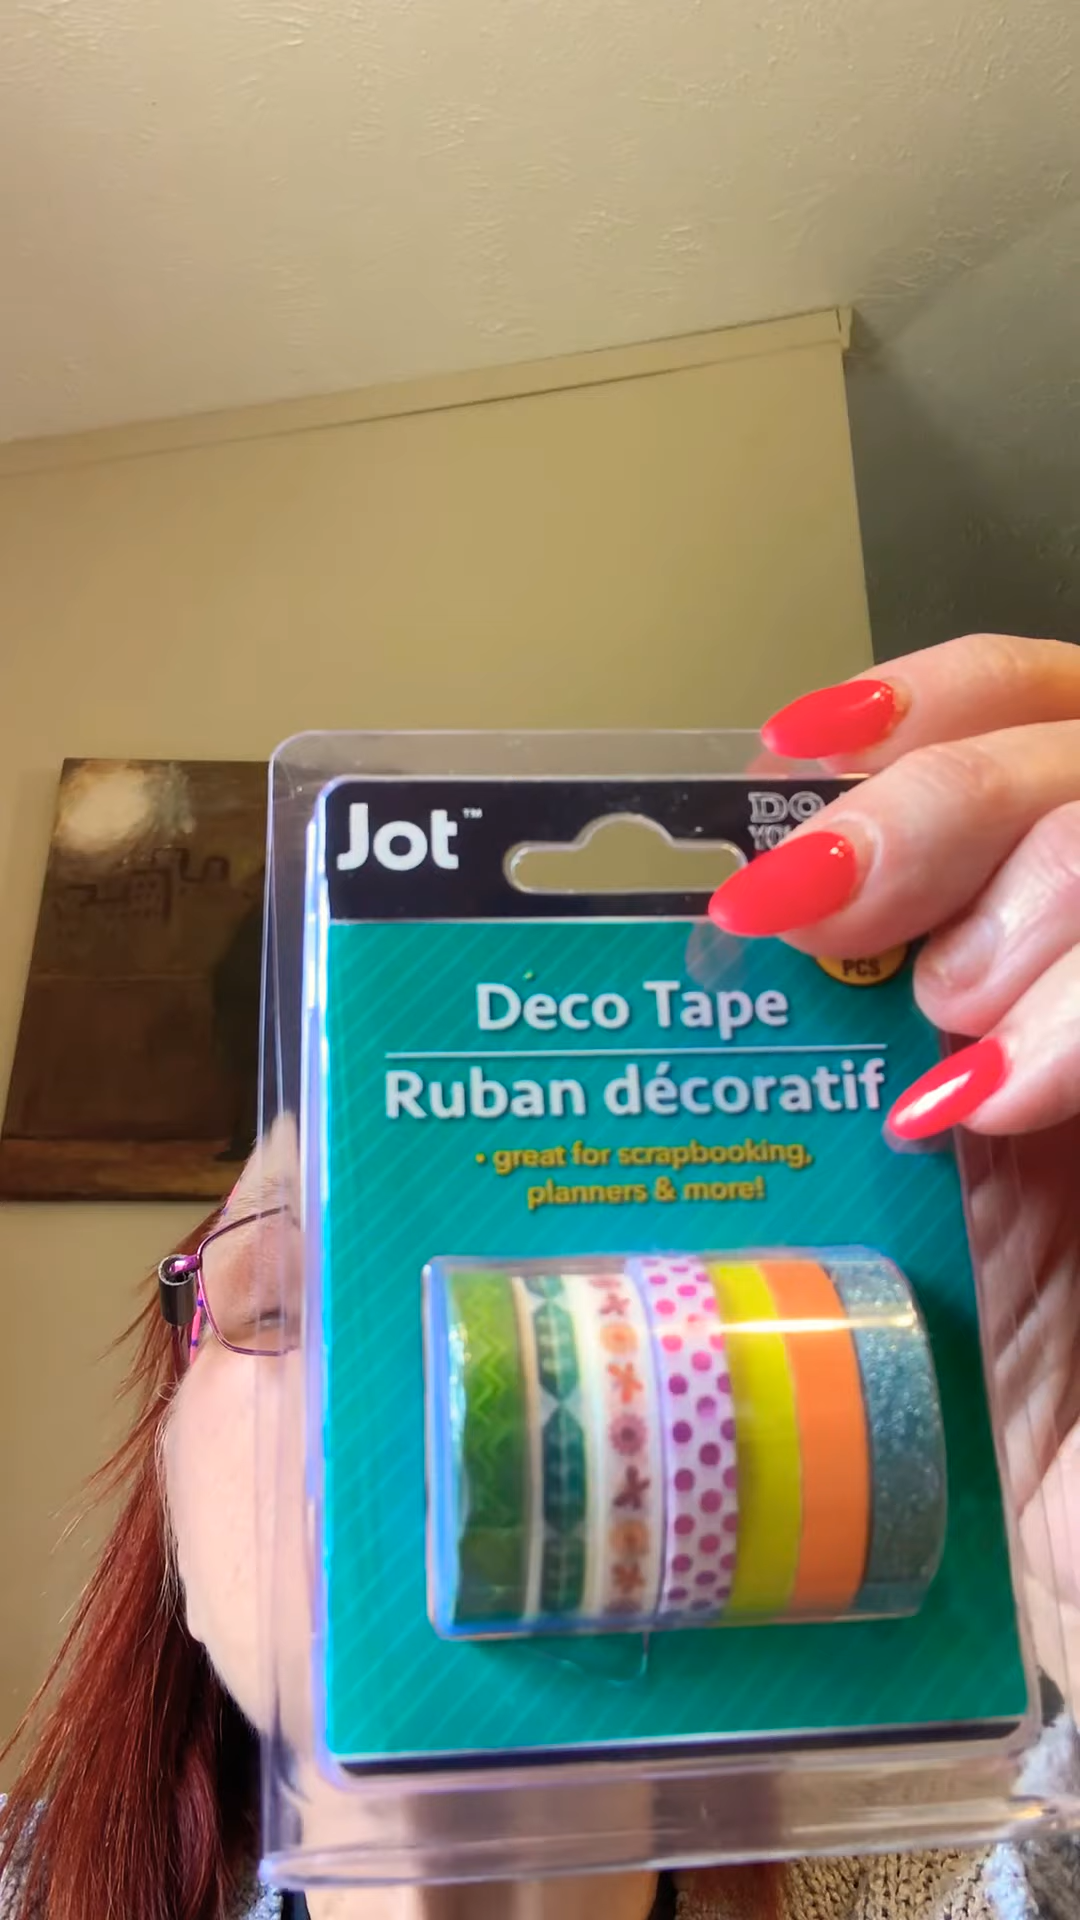 Jot™
PCS
Deco Tape
Ruban décoratif
• great for scrapbooking,
planners & more!